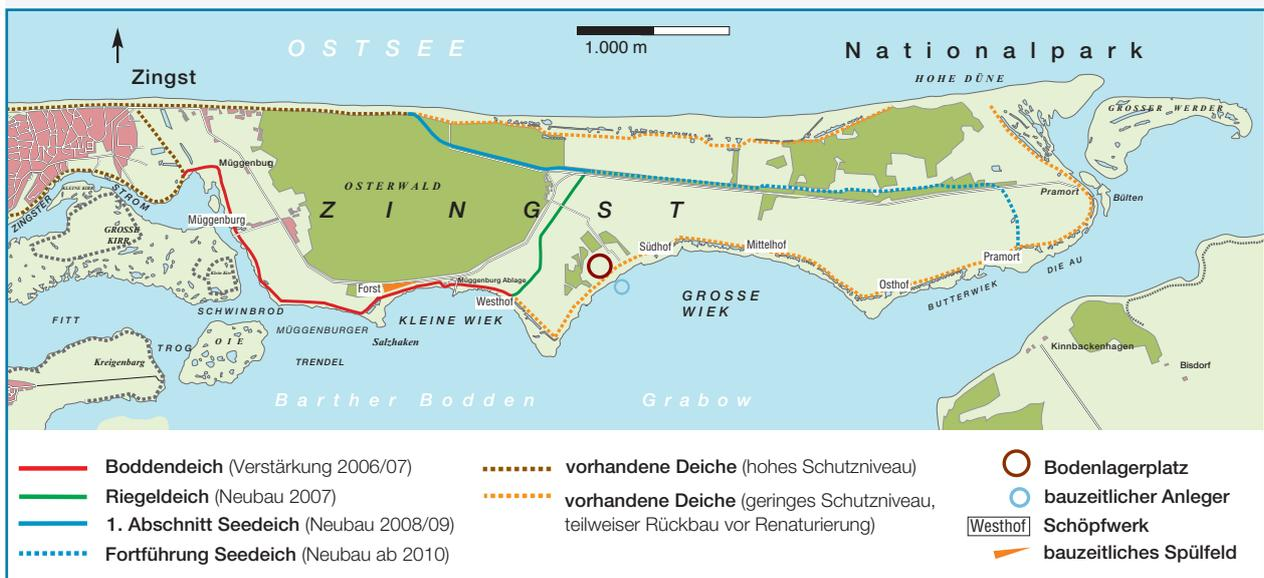 OSTSEE
1.000 m
Nationalpark
HOHE DÜNE
Zingst
GROSSER WERDER
Müggenbug
OSTERWALD
Pramort
Bülten
KLEINE KIRR
ZINGSTER STROM
ZINGST
Müggenburg
GROSSE
KIRR
Südhof
Mittelhof
Pramort
DIE AU
Müggenburg Ablage
Forst
Westhof
Osthof
BUTTERWIEK
GROSSE
WIEK
SCHWINBROD
FITT
KLEINE WIEK
MÜGGENBURGER
Salzhaken
OIE
TROG
TRENDEL
Kreigenbarg
Kinnbackenhagen
Bisdorf
Barther Bodden
Grabow
Boddendeich (Verstärkung 2006/07)
Riegeldeich (Neubau 2007)
1. Abschnitt Seedeich (Neubau 2008/09)
Fortführung Seedeich (Neubau ab 2010)
vorhandene Deiche (hohes Schutzniveau)
vorhandene Deiche (geringes Schutzniveau,
teilweiser Rückbau vor Renaturierung)
Bodenlagerplatz
bauzeitlicher Anleger
Westhof Schöpfwerk
bauzeitliches Spülfeld